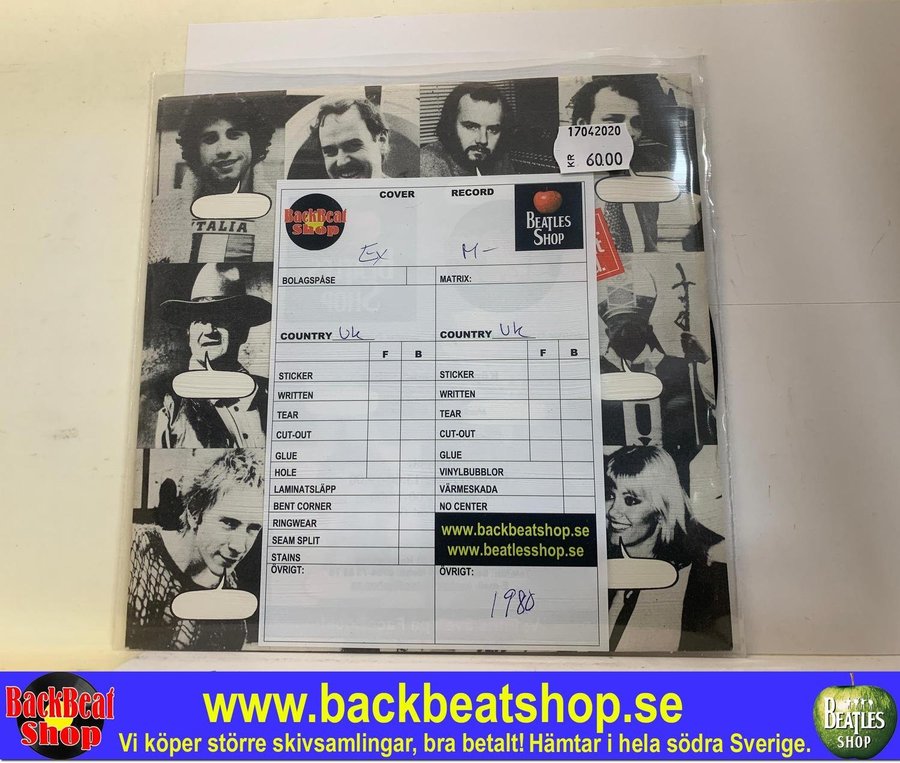 17042020
KR 60.00
'TALIA
COVER RECORD
BackBeat
Shop
BEATLES
SHOP
Ex M-
BOLAGSPÅSE MATRIX:
COUNTRY UK COUNTRY UK
F B F B
STICKER STICKER
WRITTEN WRITTEN
TEAR TEAR
CUT-OUT CUT-OUT
GLUE GLUE
HOLE VINYLBUBBLOR
LAMINATSLÄPP VÄRMESKADA
BENT CORNER NO CENTER
RINGWEAR
SEAM SPLIT
STAINS
www.backbeatshop.se
www.beatlesshop.se
ÖVRIGT: ÖVRIGT:
1980
BackBeat
Shop
www.backbeatshop.se
Vi köper större skivsamlingar, bra betalt! Hämtar i hela södra Sverige.
BEATLES
SHOP